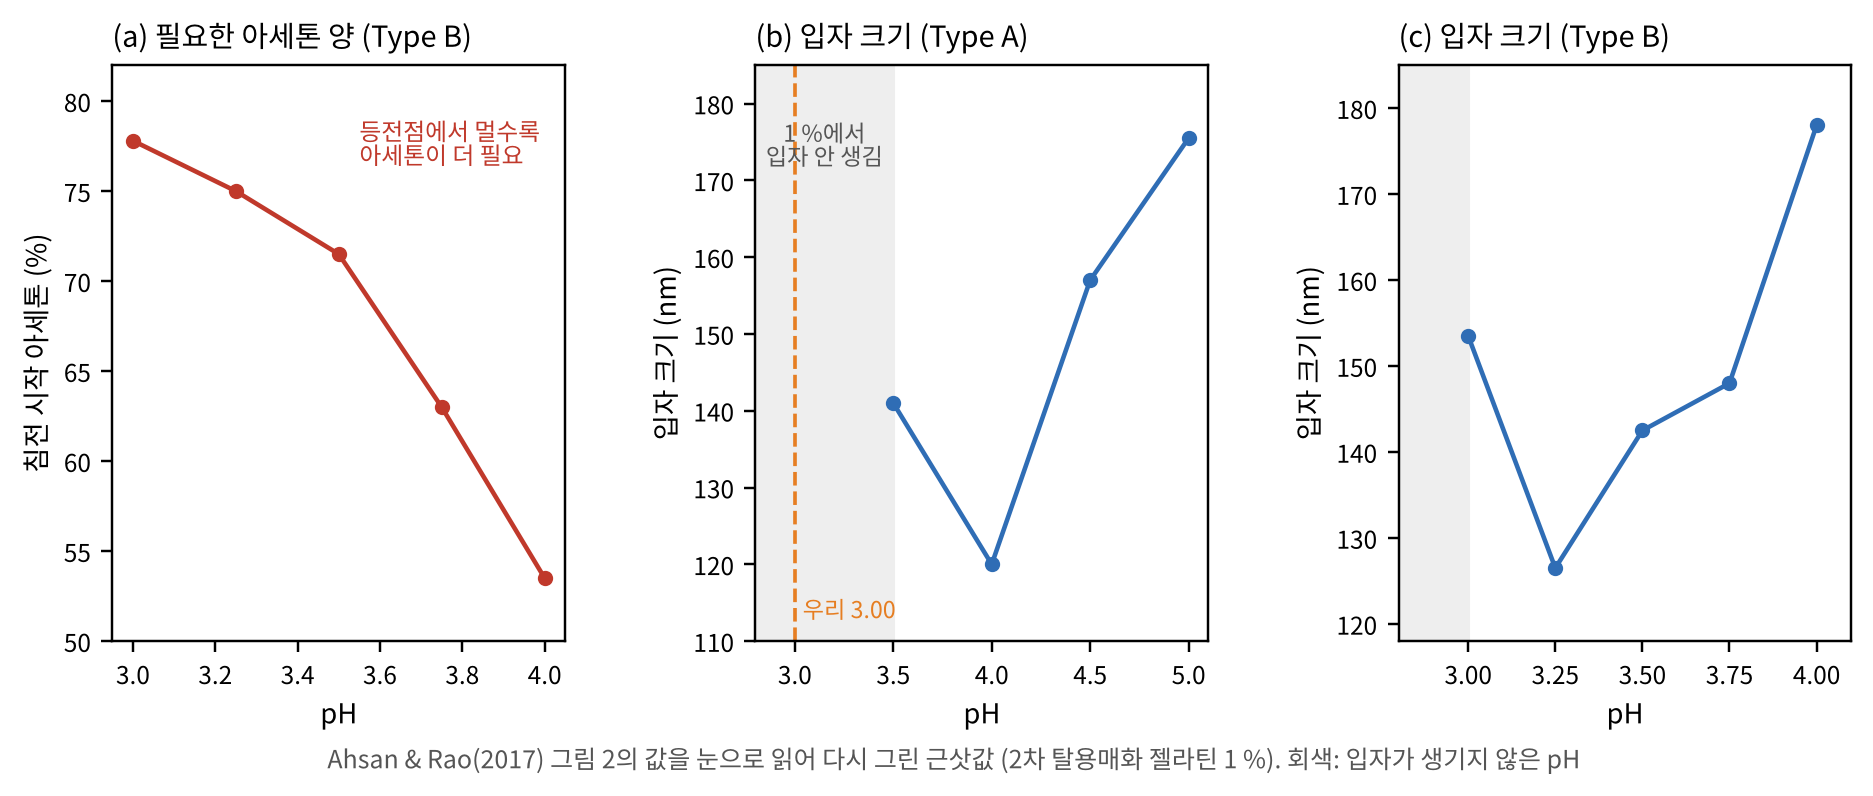 (a) 필요한 아세톤 양 (Type B)
침전 시작 아세톤 (%)
80
75
70
65
60
55
50
등전점에서 멀수록
아세톤이 더 필요
3.0 3.2 3.4 3.6 3.8 4.0
pH
(b) 입자 크기 (Type A)
입자 크기 (nm)
180
170
160
150
140
130
120
110
1 %에서
입자 안 생김
우리 3.00
3.0 3.5 4.0 4.5 5.0
pH
(c) 입자 크기 (Type B)
입자 크기 (nm)
180
170
160
150
140
130
120
3.00 3.25 3.50 3.75 4.00
pH
Ahsan & Rao(2017) 그림 2의 값을 눈으로 읽어 다시 그린 근삿값 (2차 탈용매화 젤라틴 1 %). 회색: 입자가 생기지 않은 pH